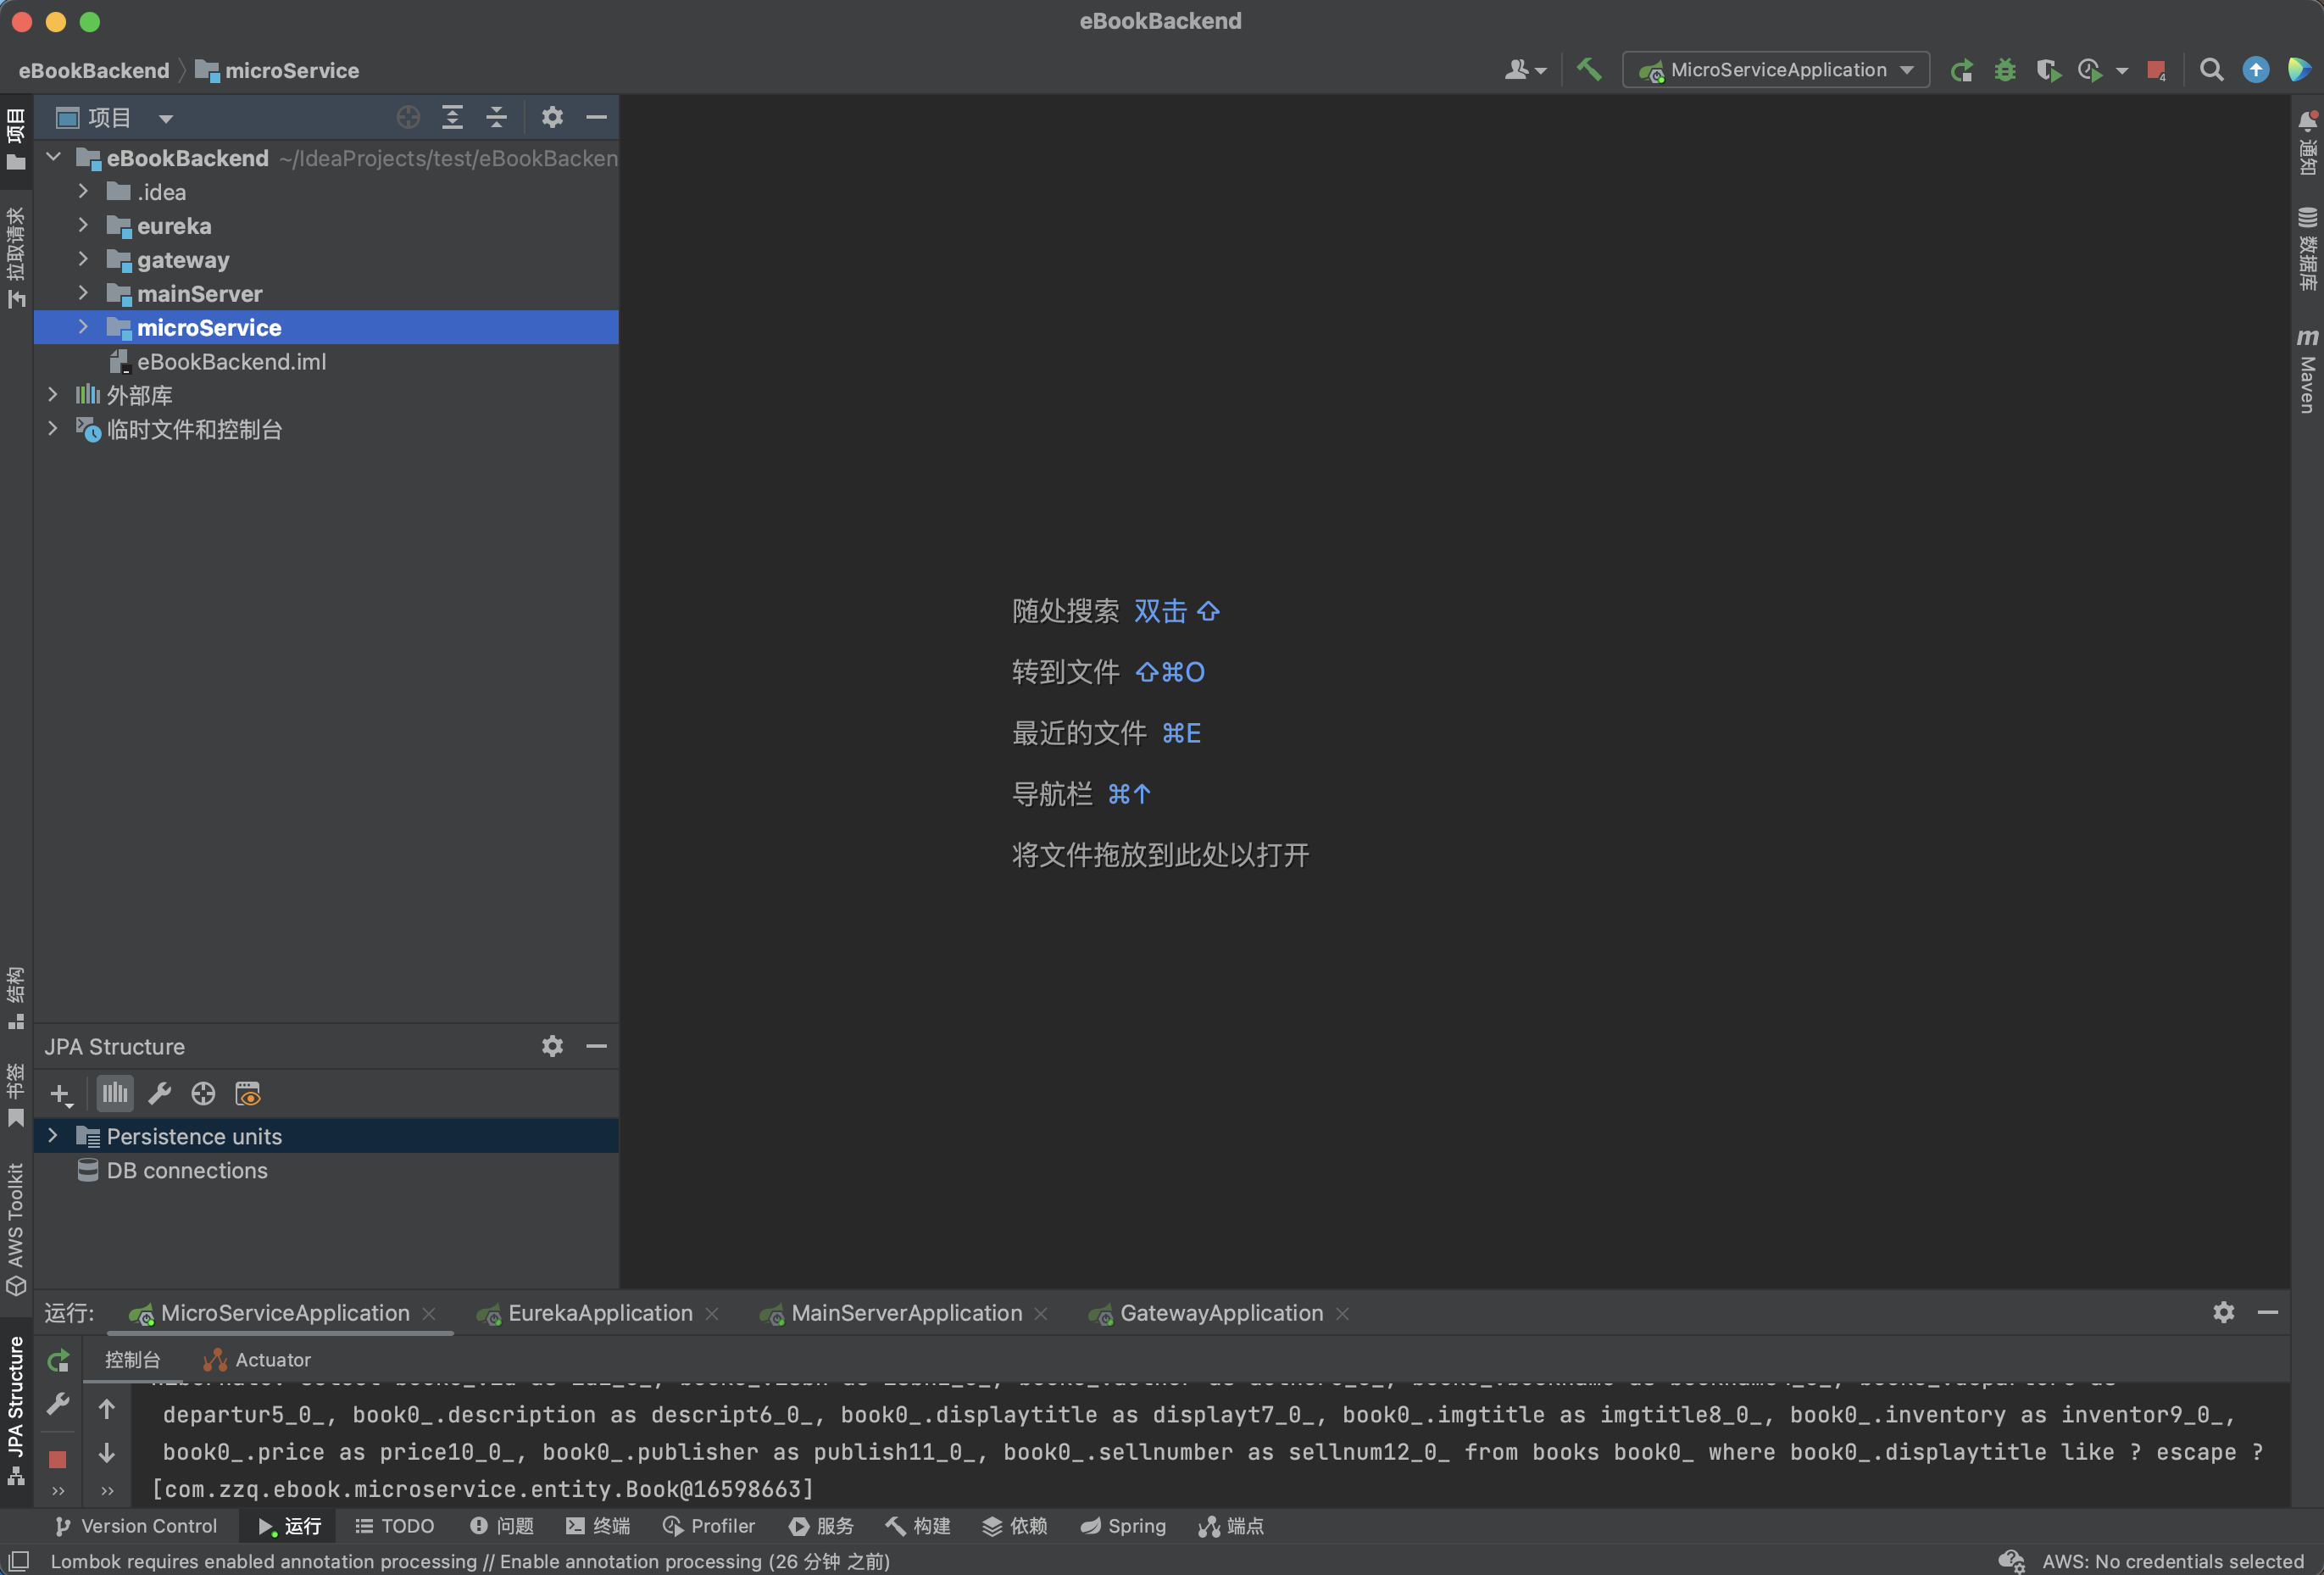 eBookBackend
eBookBackend microService
MicroServiceApplication
项目
eBookBackend ~/IdeaProjects/test/eBookBacken
.idea
eureka
gateway
mainServer
microService
eBookBackend.iml
外部库
临时文件和控制台
项目
拉取请求
结构
书签
AWS Toolkit
JPA Structure
通知
数据库
Maven
随处搜索 双击 ⇧
转到文件 ⇧⌘O
最近的文件 ⌘E
导航栏 ⌘↑
将文件拖放到此处以打开
JPA Structure
Persistence units
DB connections
运行: MicroServiceApplication EurekaApplication MainServerApplication GatewayApplication
控制台 Actuator
departur5_0_, book0_.description as descript6_0_, book0_.displaytitle as displayt7_0_, book0_.imgtitle as imgtitle8_0_, book0_.inventory as inventor9_0_,
book0_.price as price10_0_, book0_.publisher as publish11_0_, book0_.sellnumber as sellnum12_0_ from books book0_ where book0_.displaytitle like ? escape ?
[com.zzq.ebook.microservice.entity.Book@16598663]
Version Control 运行 TODO 问题 终端 Profiler 服务 构建 依赖 Spring 端点
Lombok requires enabled annotation processing // Enable annotation processing (26 分钟 之前)
AWS: No credentials selected